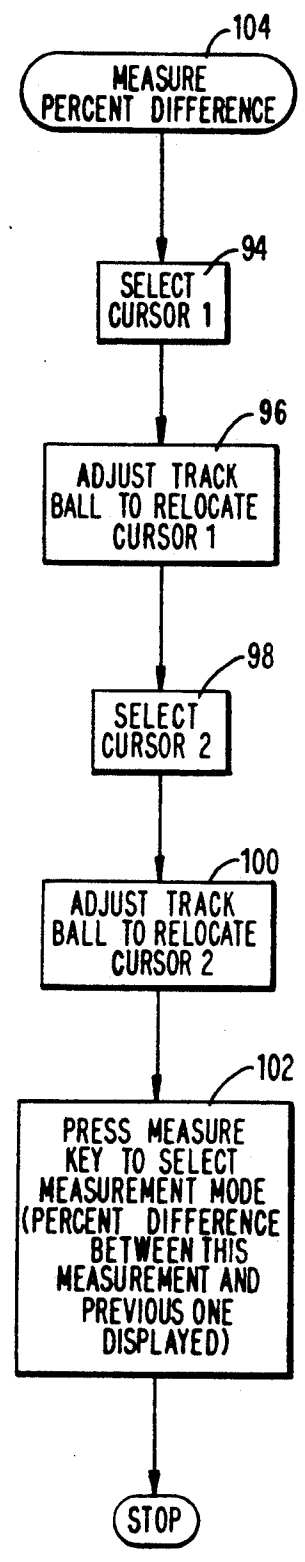 104
MEASURE
PERCENT DIFFERENCE
94
SELECT
CURSOR 1
96
ADJUST TRACK
BALL TO RELOCATE
CURSOR 1
98
SELECT
CURSOR 2
100
ADJUST TRACK
BALL TO RELOCATE
CURSOR 2
102
PRESS MEASURE
KEY TO SELECT
MEASUREMENT MODE
(PERCENT DIFFERENCE
BETWEEN THIS
MEASUREMENT AND
PREVIOUS ONE
DISPLAYED)
STOP